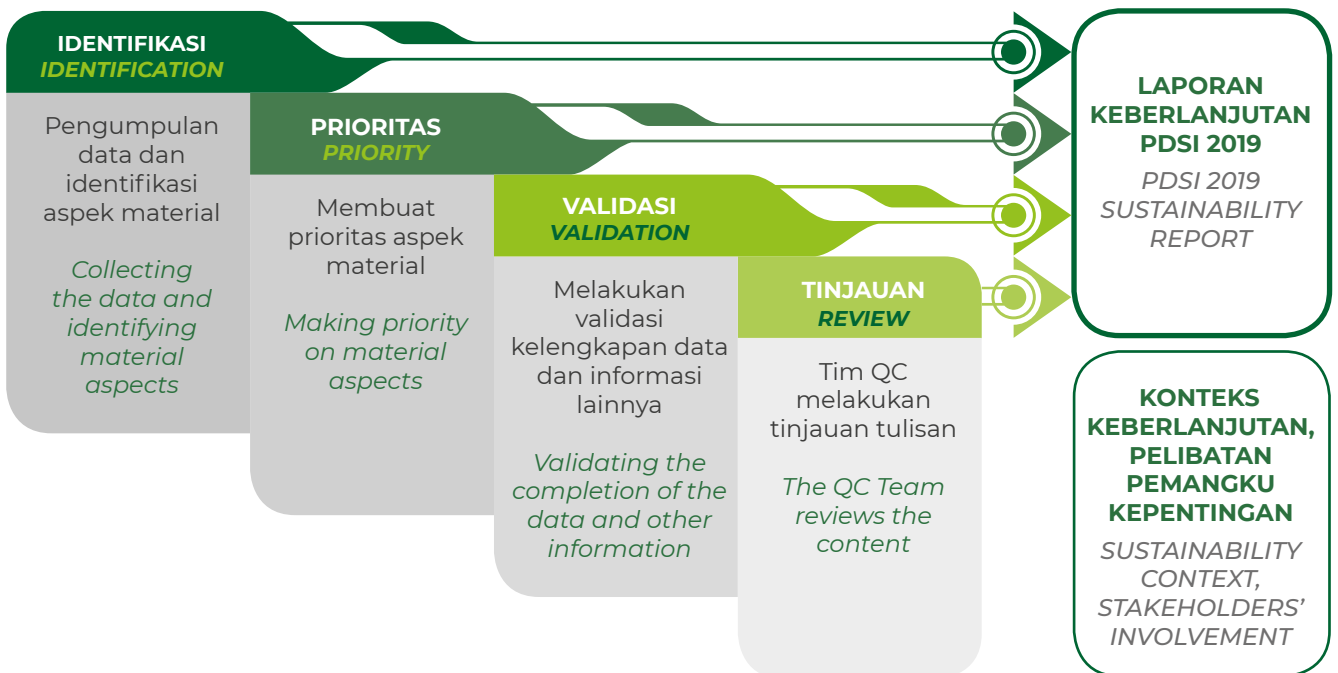 IDENTIFIKASI
IDENTIFICATION
Pengumpulan
data dan
identifikasi
aspek material
Collecting
the data and
identifying
material
aspects
PRIORITAS
PRIORITY
Membuat
prioritas aspek
material
Making priority
on material
aspects
VALIDASI
VALIDATION
Melakukan
validasi
kelengkapan data
dan informasi
lainnya
Validating the
completion of the
data and other
information
TINJAUAN
REVIEW
Tim QC
melakukan
tinjauan tulisan
The QC Team
reviews the
content
LAPORAN
KEBERLANJUTAN
PDSI 2019
PDSI 2019
SUSTAINABILITY
REPORT
KONTEKS
KEBERLANJUTAN,
PELIBATAN
PEMANGKU
KEPENTINGAN
SUSTAINABILITY
CONTEXT,
STAKEHOLDERS’
INVOLVEMENT